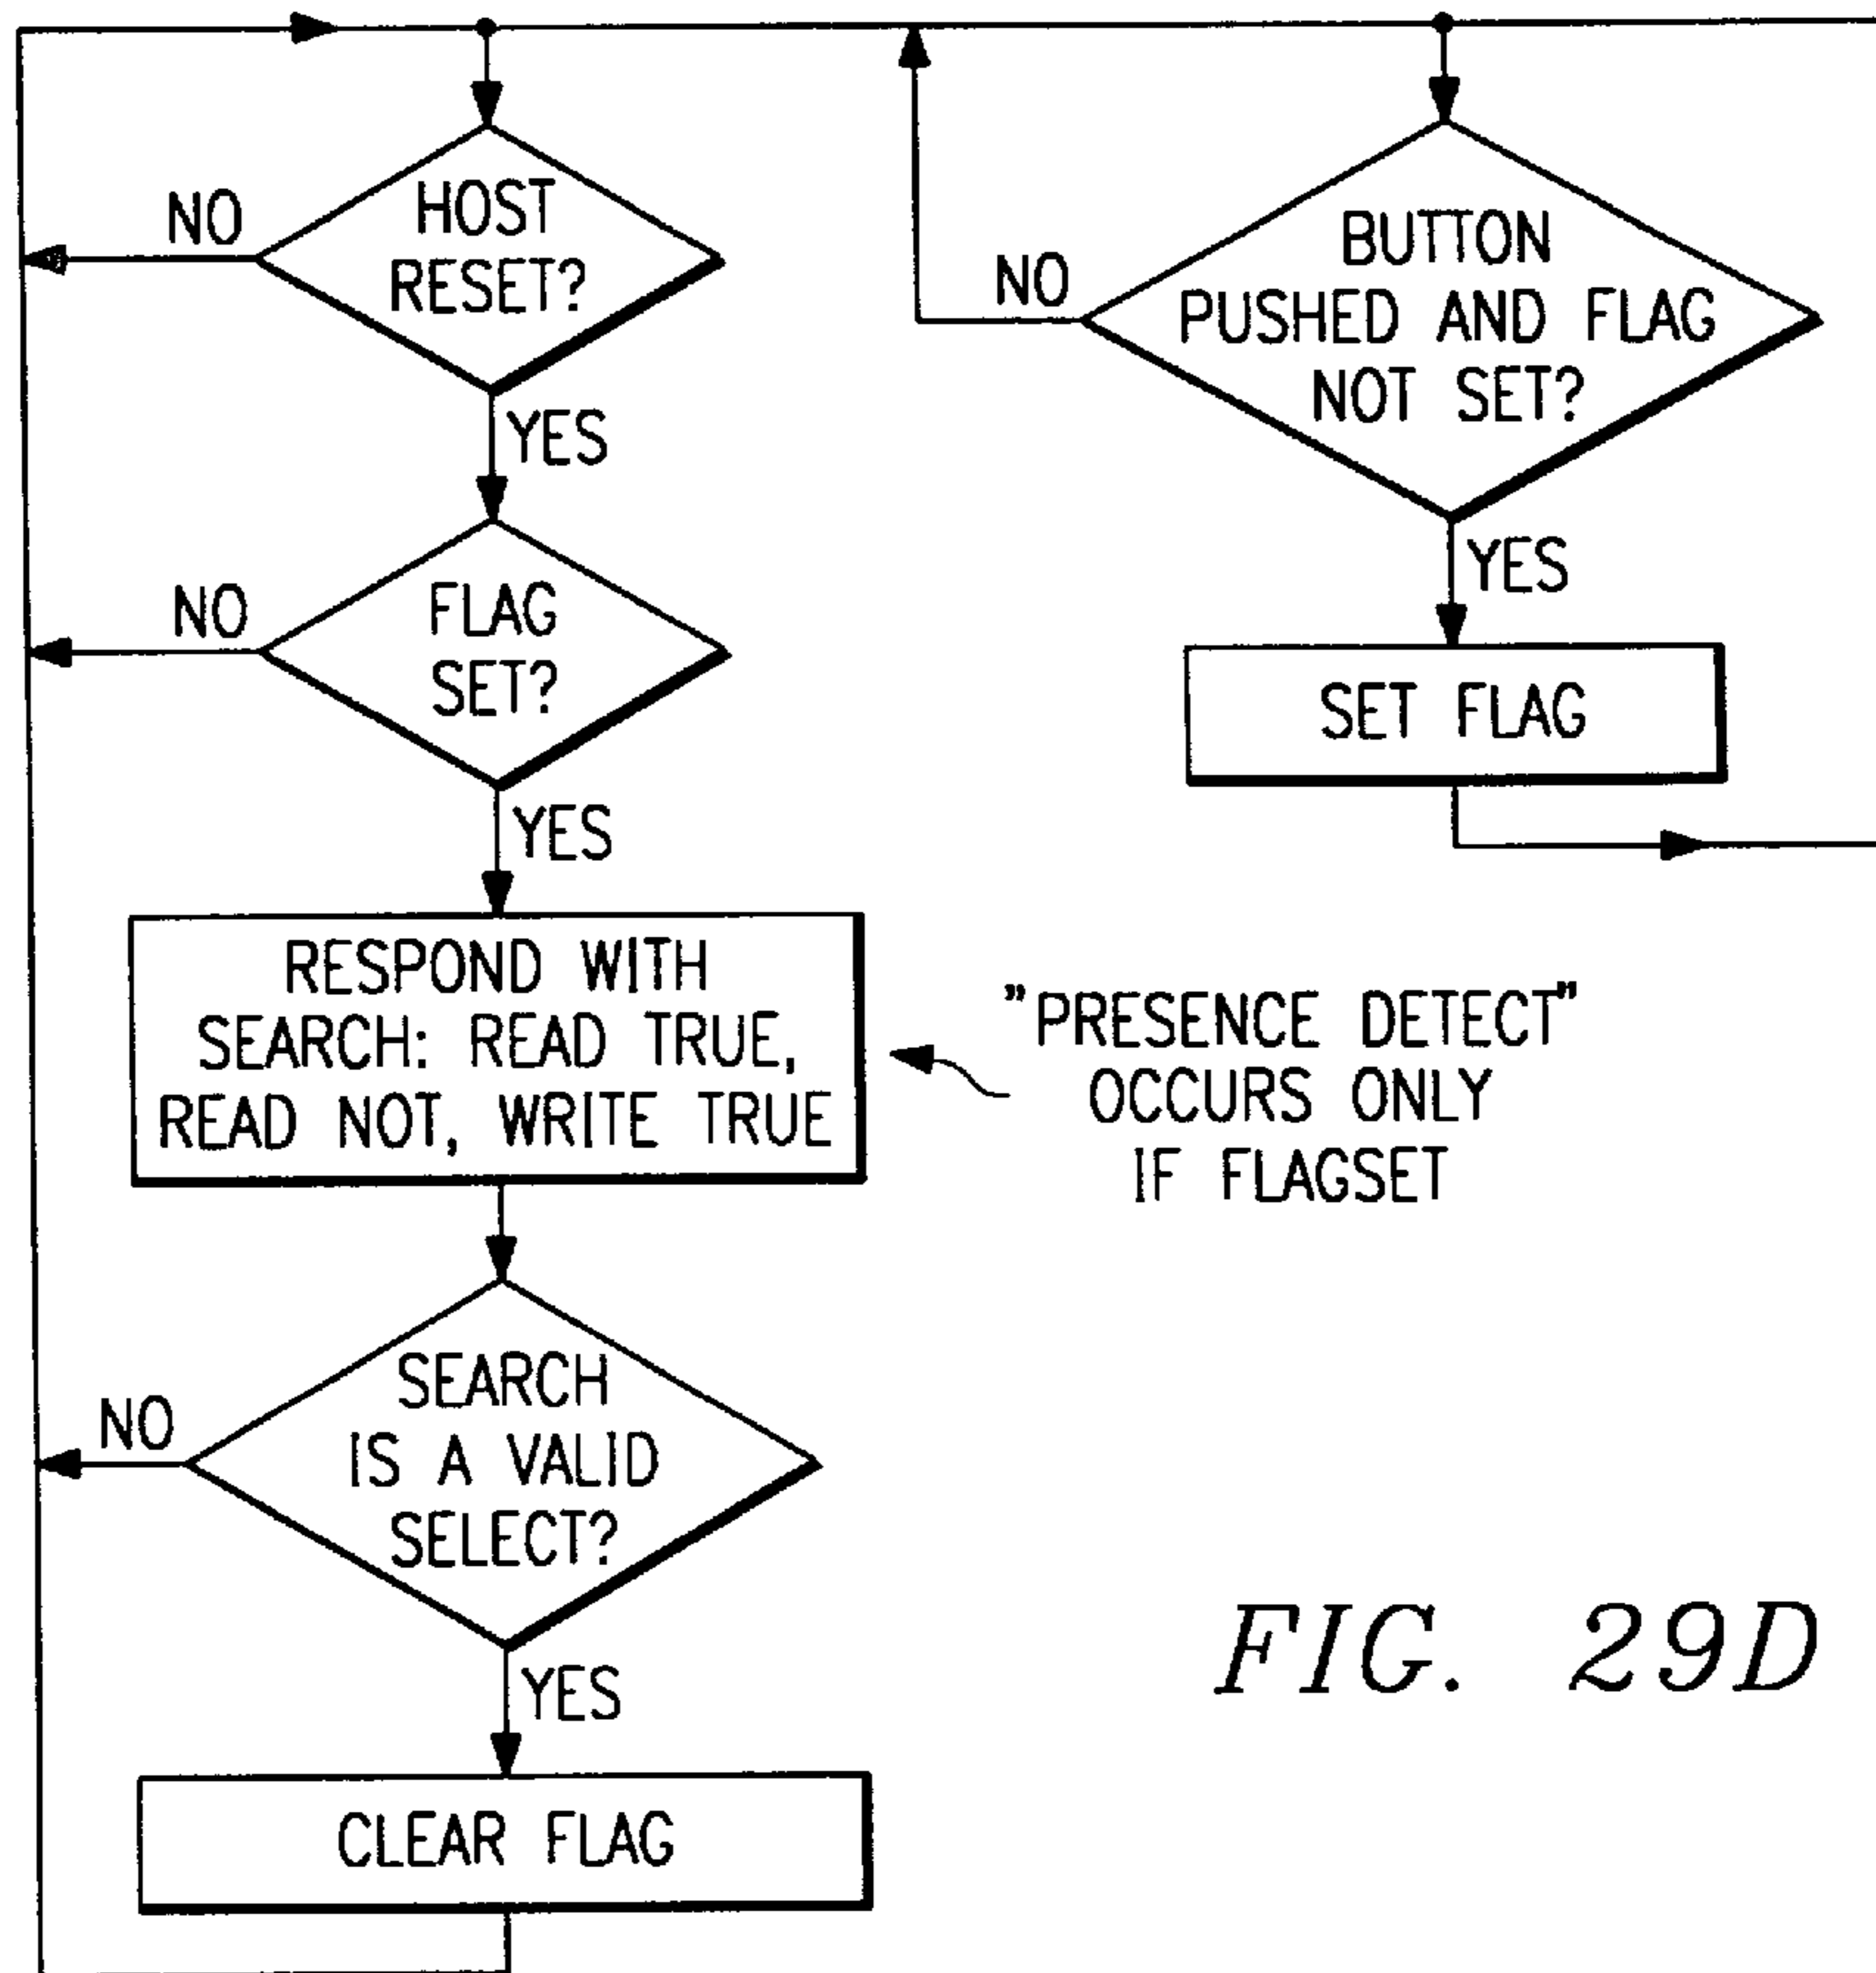 NO
HOST
RESET?
YES
NO
FLAG
SET?
YES
RESPOND WITH
SEARCH: READ TRUE,
READ NOT, WRITE TRUE
NO
SEARCH
IS A VALID
SELECT?
YES
CLEAR FLAG
NO
BUTTON
PUSHED AND FLAG
NOT SET?
YES
SET FLAG
"PRESENCE DETECT"
OCCURS ONLY
IF FLAGSET
FIG. 29D